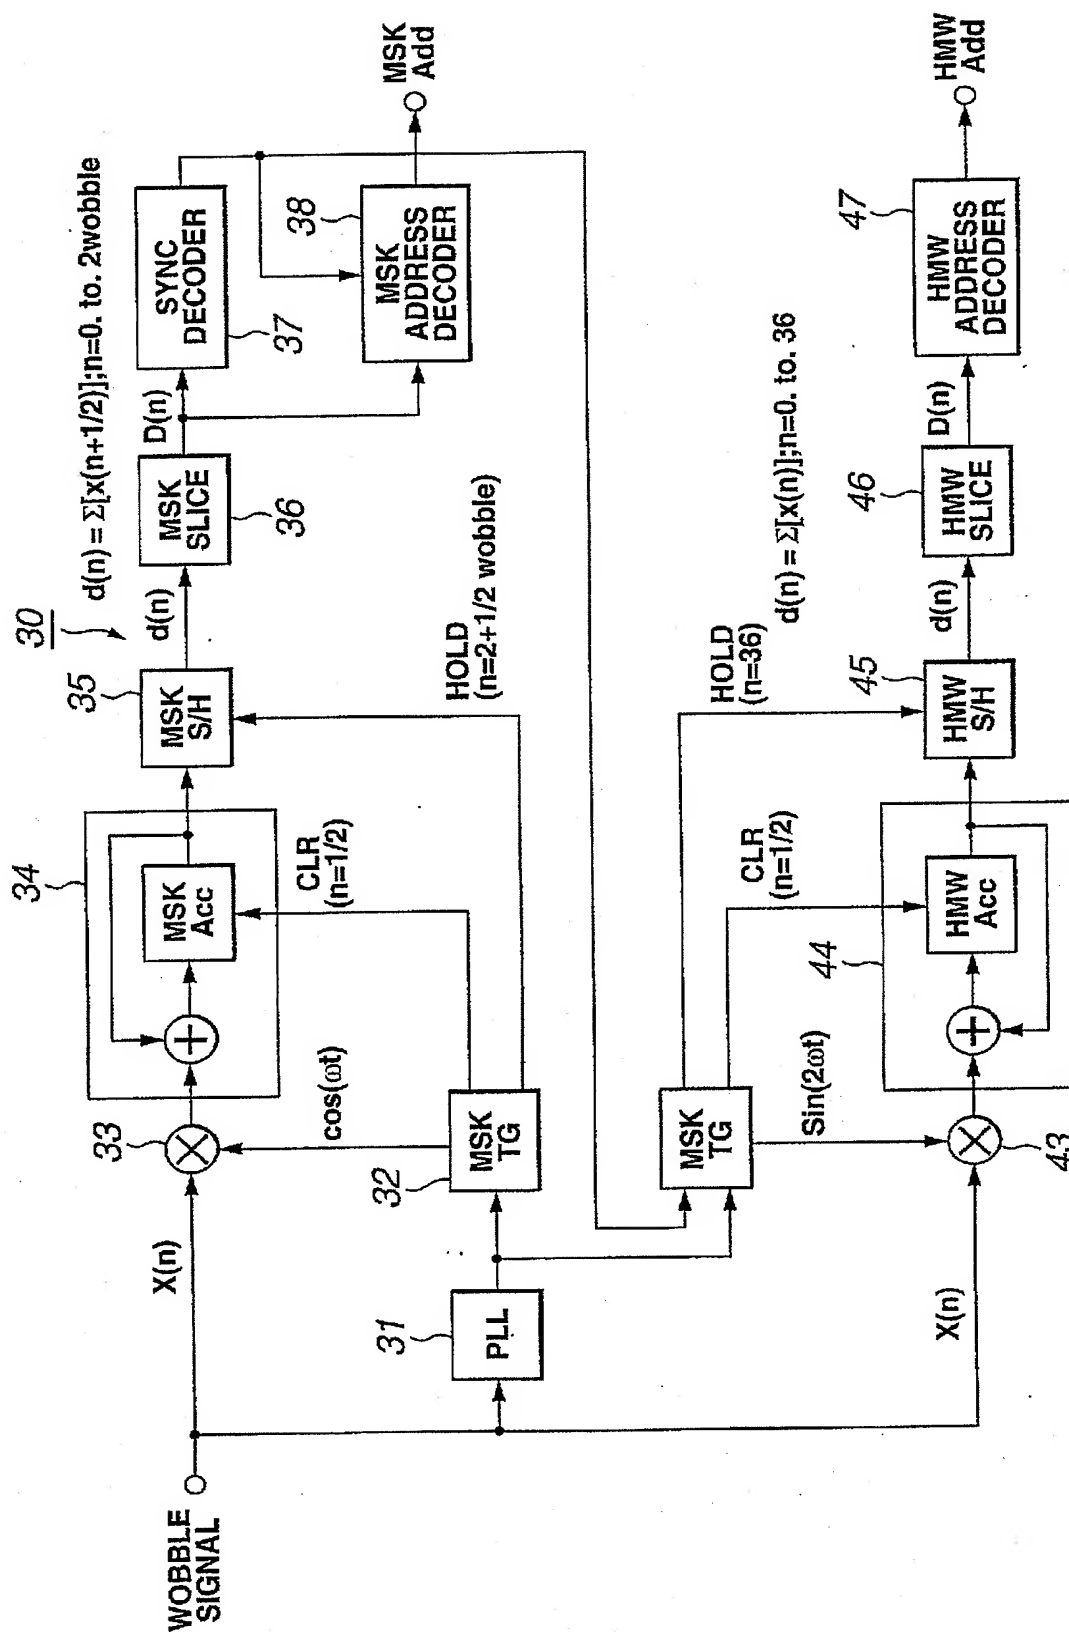 30
WOBBLE
SIGNAL
X(n)
33
34
+
MSK
Acc
35
MSK
S/H
d(n)
MSK
SLICE
36
d(n) = Σ[x(n+1/2)];n=0. to. 2wobble
D(n)
SYNC
DECODER
37
38
MSK
ADDRESS
DECODER
MSK
Add
cos(ωt)
CLR
(n=1/2)
HOLD
(n=2+1/2 wobble)
31
PLL
32
MSK
TG
MSK
TG
HOLD
(n=36)
CLR
(n=1/2)
Sin(2ωt)
X(n)
43
44
+
HMW
Acc
45
HMW
S/H
d(n)
d(n) = Σ[x(n)];n=0. to. 36
46
HMW
SLICE
D(n)
47
HMW
ADDRESS
DECODER
HMW
Add